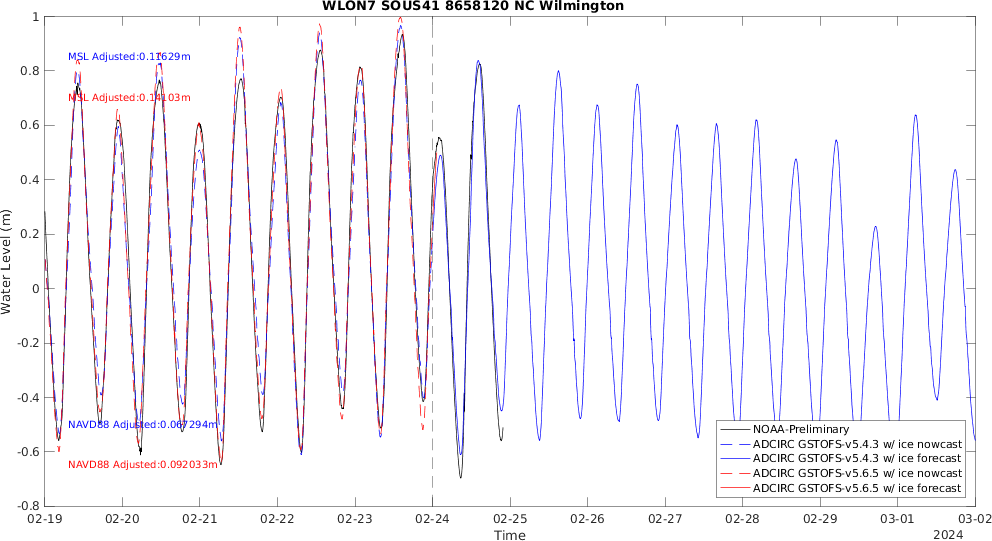 WLON7 SOUS41 8658120 NC Wilmington
1
0.8
0.6
0.4
0.2
0
-0.2
-0.4
-0.6
-0.8
Water Level (m)
MSL Adjusted:0.11629m
MSL Adjusted:0.14103m
NAVD88 Adjusted:0.067294m
NAVD88 Adjusted:0.092033m
NOAA-Preliminary
ADCIRC GSTOFS-v5.4.3 w/ ice nowcast
ADCIRC GSTOFS-v5.4.3 w/ ice forecast
ADCIRC GSTOFS-v5.6.5 w/ ice nowcast
ADCIRC GSTOFS-v5.6.5 w/ ice forecast
02-19 02-20 02-21 02-22 02-23 02-24 02-25 02-26 02-27 02-28 02-29 03-01 03-02
Time
2024